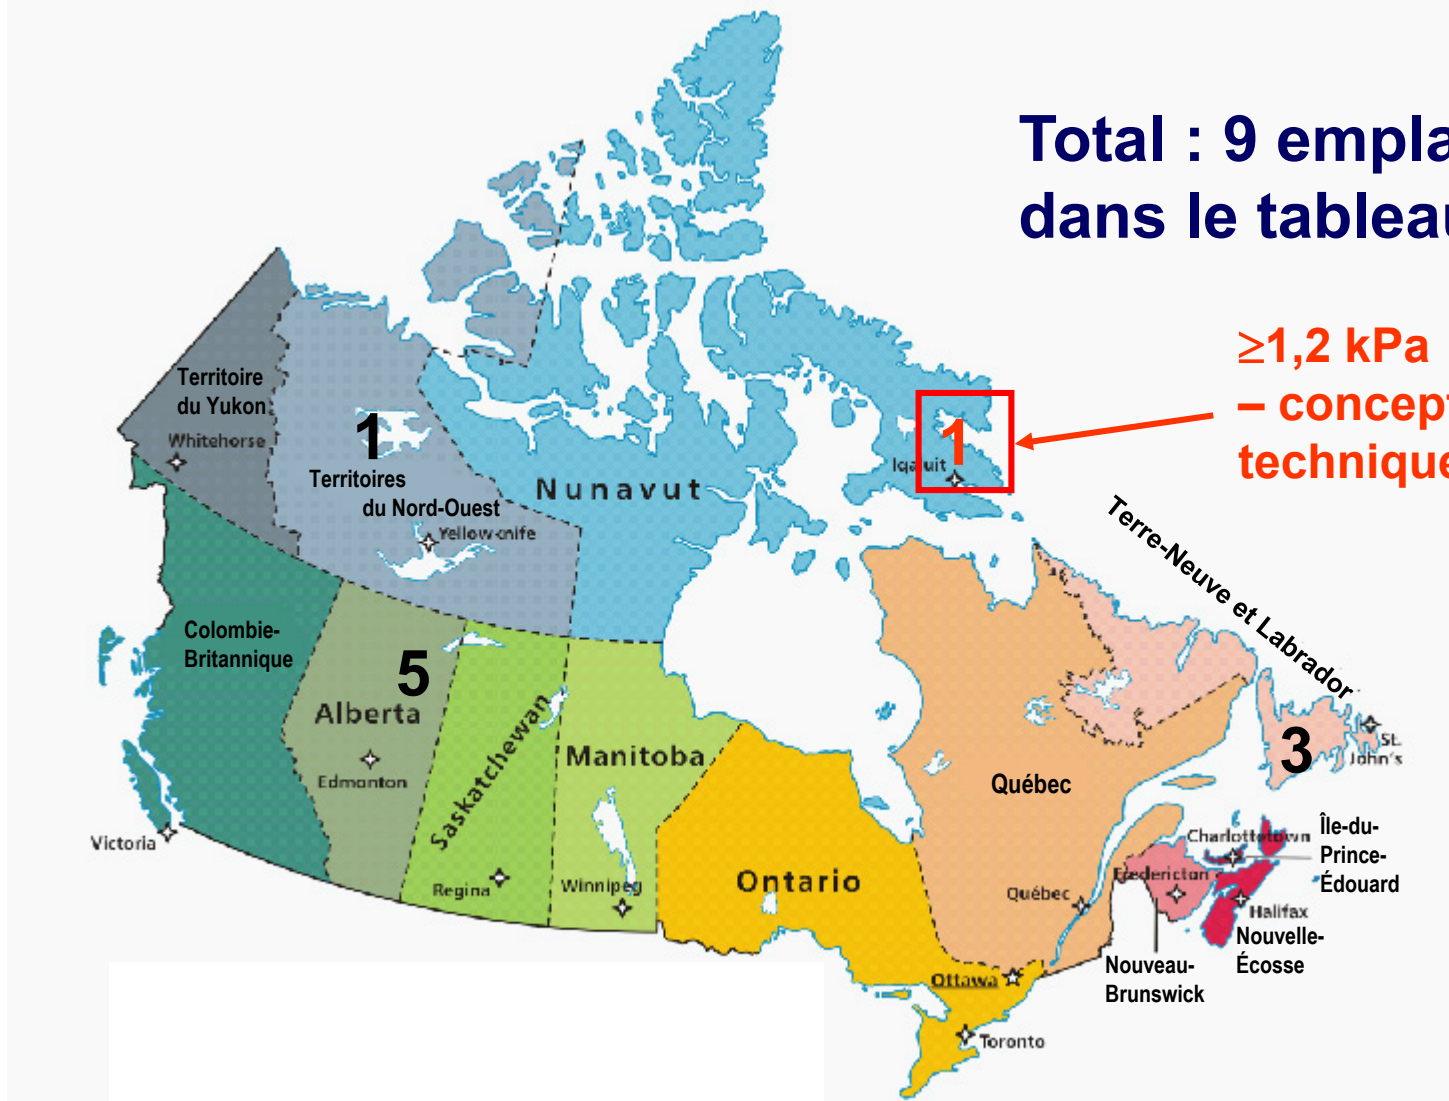 Total : 9 empla
dans le tableau
≥1,2 kPa
– concept
technique
Territoire
du Yukon
Whitehorse
1
Territoires
du Nord-Ouest
Yellowknife
Nunavut
1
Iqaluit
Terre-Neuve et Labrador
Colombie-
Britannique
5
Alberta
Edmonton
Saskatchewan
Regina
Manitoba
Winnipeg
Victoria
Ontario
Ottawa
Toronto
Québec
Québec
3
St.
John's
Charlottetown
Île-du-
Prince-
Édouard
Fredericton
Halifax
Nouvelle-
Écosse
Nouveau-
Brunswick